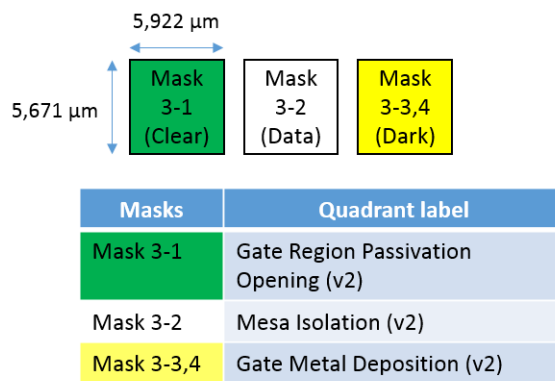 5,922 µm
5,671 µm
Mask
3-1
(Clear)
Mask
3-2
(Data)
Mask
3-3,4
(Dark)
Masks
Quadrant label
Mask 3-1
Gate Region Passivation
Opening (v2)
Mask 3-2
Mesa Isolation (v2)
Mask 3-3,4
Gate Metal Deposition (v2)